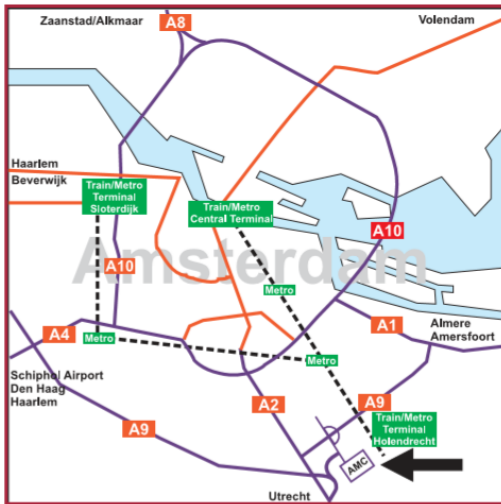 Zaanstad/Alkmaar
A8
Volendam
Haarlem
Beverwijk
Train/Metro
Terminal
Sloterdijk
Train/Metro
Central Terminal
A10
Amsterdam
A10
Metro
A4
Metro
Metro
A1
Almere
Amersfoort
Schiphol Airport
Den Haag
Haarlem
A2
A9
A9
Train/Metro
Terminal
Holendrecht
AMC
Utrecht